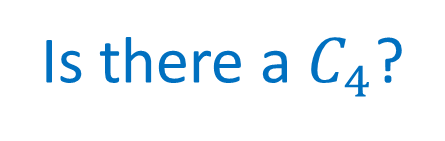 Is there a C₄?